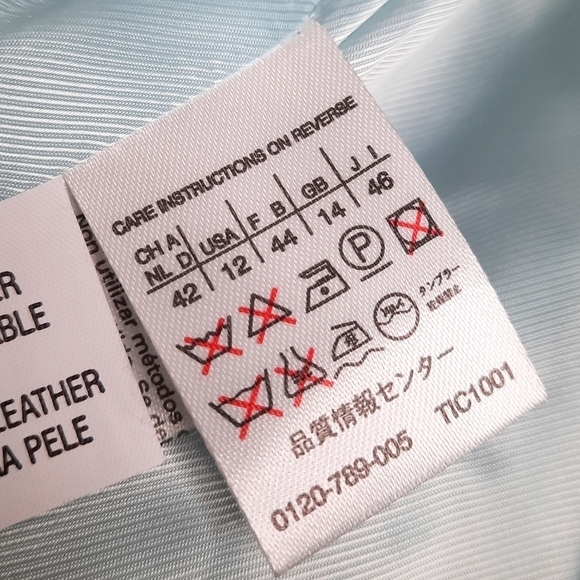 CARE INSTRUCTIONS ON REVERSE
CH A USA F B GB J I
NL D
42 12 44 14 46
P
タンブラー
乾燥禁止
品質情報センター
0120-789-005 TIC1001
Non utilizar métodos
ER
BLE
LEATHER
RA PELE